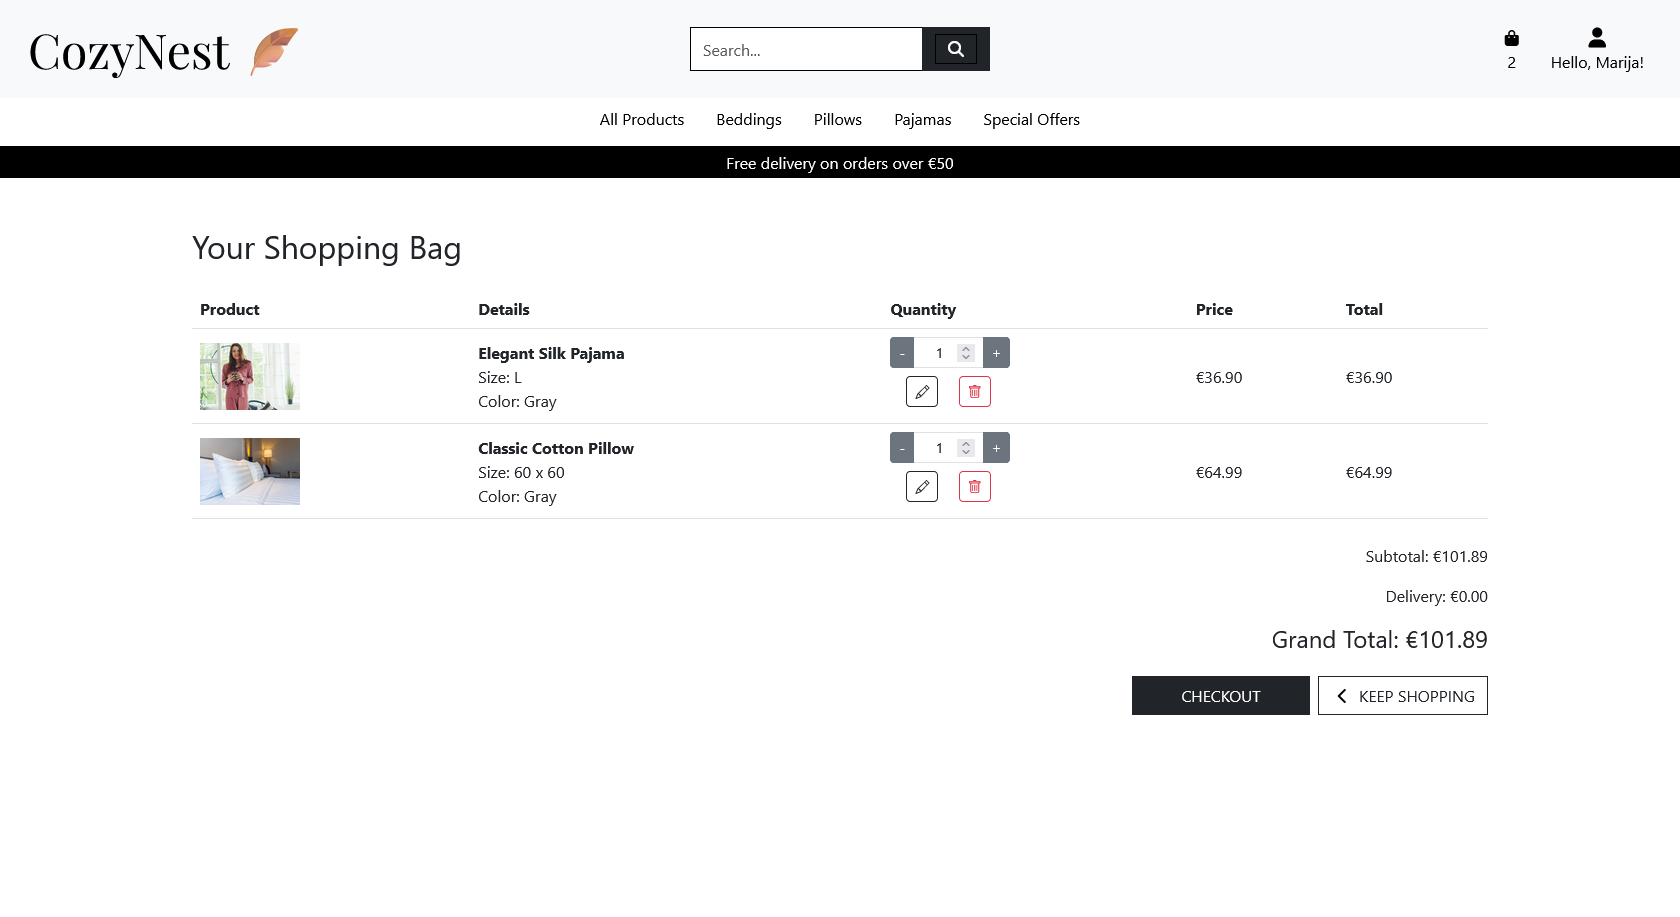 CozyNest
Search...
2
Hello, Marija!
All Products Beddings Pillows Pajamas Special Offers
Free delivery on orders over €50
Your Shopping Bag
Product Details Quantity Price Total
Elegant Silk Pajama
Size: L
Color: Gray
- 1 +
€36.90 €36.90
Classic Cotton Pillow
Size: 60 x 60
Color: Gray
- 1 +
€64.99 €64.99
Subtotal: €101.89
Delivery: €0.00
Grand Total: €101.89
CHECKOUT KEEP SHOPPING